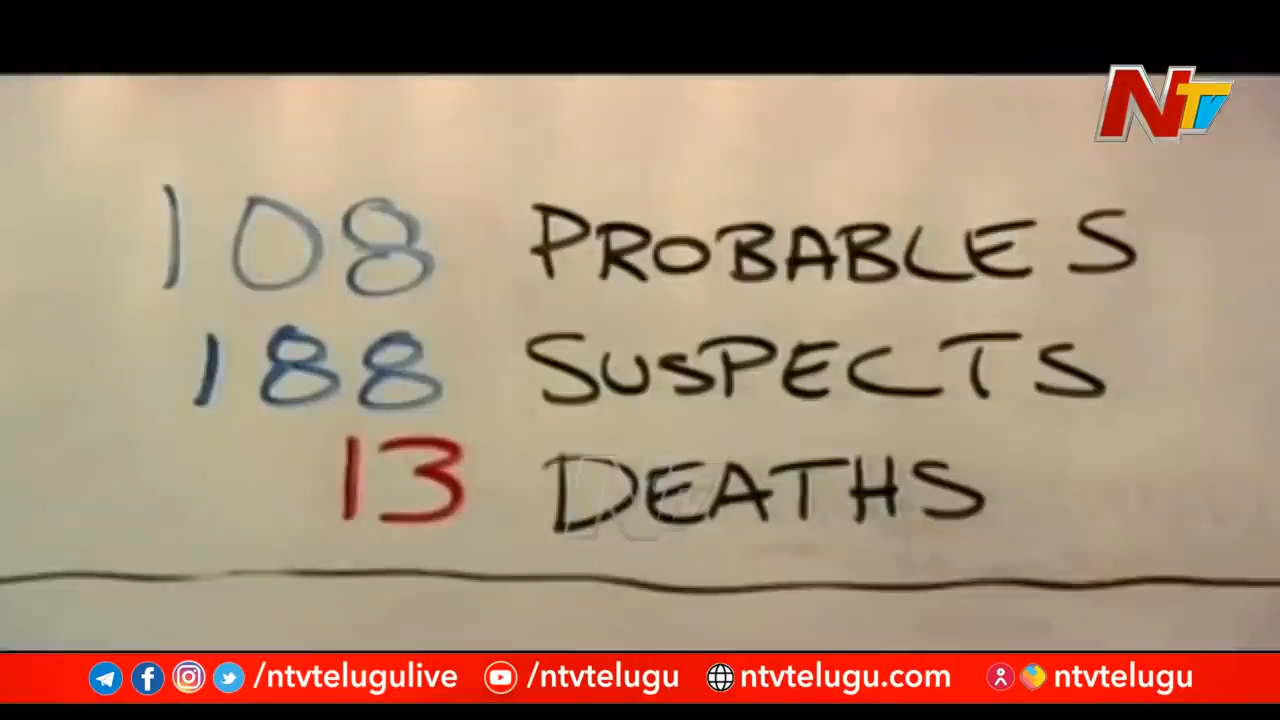 NTV
108 PROBABLES
188 SUSPECTS
13 DEATHS
/ntvtelugulive /ntvtelugu ntvtelugu.com ntvtelugu